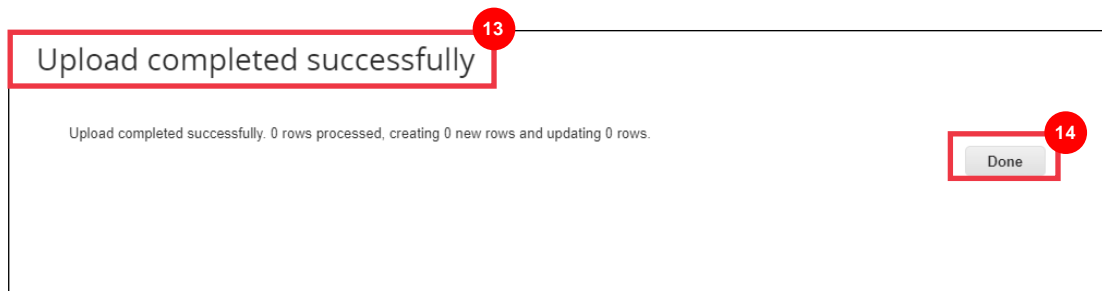 13
Upload completed successfully
Upload completed successfully. 0 rows processed, creating 0 new rows and updating 0 rows.
14
Done